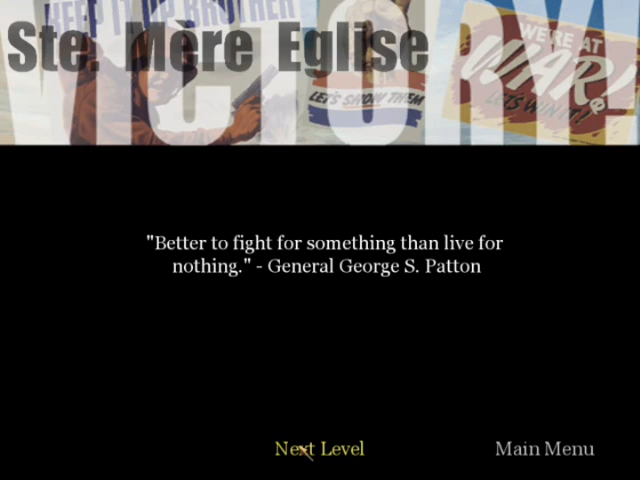 KEEP IT UP BROTHER
VICTORY
Ste. Mère Eglise
LET'S SHOW THEM
WE'RE AT
WAR!
LET'S WIN IT!
"Better to fight for something than live for
nothing." - General George S. Patton
Next Level
Main Menu